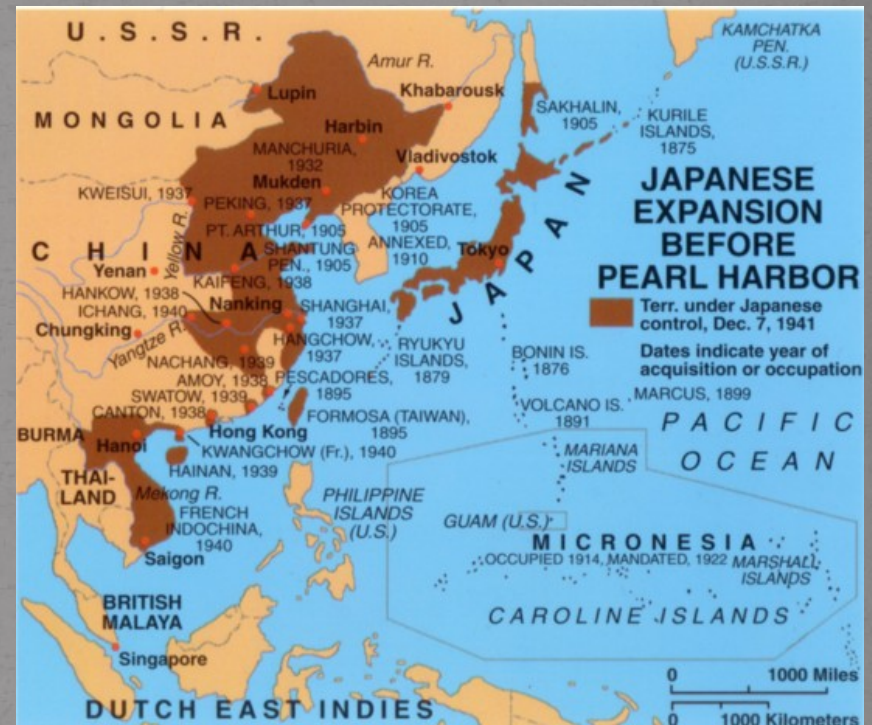 U.S.S.R.
Amur R.
KAMCHATKA
PEN.
(U.S.S.R.)
Lupin
Khabarousk
MONGOLIA
SAKHALIN,
1905
KURILE
ISLANDS,
1875
Harbin
MANCHURIA,
1932
Vladivostok
Mukden
KWEISUI, 1937
PEKING, 1937
KOREA
PROTECTORATE,
1905
ANNEXED,
1910
PT. ARTHUR, 1905
SHANTUNG
PEN., 1905
Yellow R.
CHINA
Yenan
KAIFENG, 1938
Tokyo
JAPAN
JAPANESE
EXPANSION
BEFORE
PEARL HARBOR
Terr. under Japanese
control, Dec. 7, 1941
Dates indicate year of
acquisition or occupation
HANKOW, 1938
ICHANG, 1940
Nanking
SHANGHAI,
1937
Chungking
Yangtze R.
HANGCHOW,
1937
NACHANG, 1939
RYUKYU
ISLANDS,
1879
BONIN IS.
1876
AMOY, 1938
PESCADORES,
1895
SWATOW, 1939
CANTON, 1938
MARCUS, 1899
VOLCANO IS.
1891
FORMOSA (TAIWAN),
1895
PACIFIC
OCEAN
BURMA
Hanoi
Hong Kong
KWANGCHOW (Fr.), 1940
HAINAN, 1939
MARIANA
ISLANDS
THAI-
LAND
Mekong R.
FRENCH
INDOCHINA,
1940
PHILIPPINE
ISLANDS
(U.S.)
GUAM (U.S.)
MICRONESIA
OCCUPIED 1914, MANDATED, 1922
MARSHALL
ISLANDS
Saigon
CAROLINE ISLANDS
BRITISH
MALAYA
Singapore
DUTCH EAST INDIES
0 1000 Miles
0 1000 Kilometers